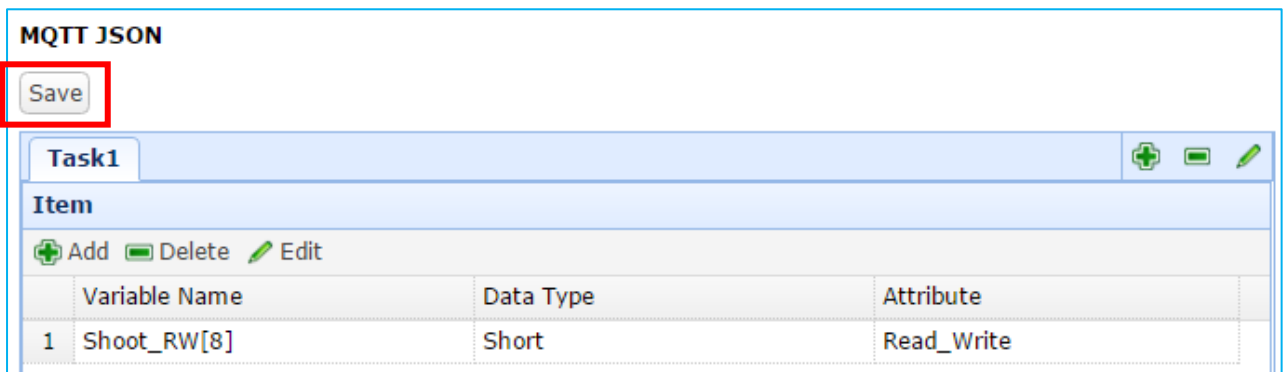 MQTT JSON
Save
Task1
Item
Add Delete Edit
Variable Name Data Type Attribute
1 Shoot_RW[8] Short Read_Write